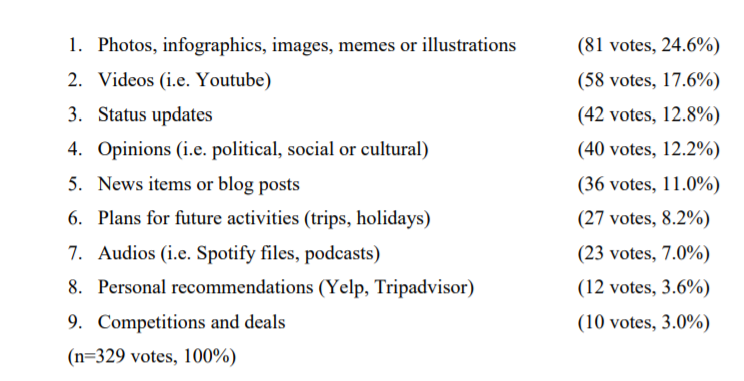 1. Photos, infographics, images, memes or illustrations (81 votes, 24.6%)
2. Videos (i.e. Youtube) (58 votes, 17.6%)
3. Status updates (42 votes, 12.8%)
4. Opinions (i.e. political, social or cultural) (40 votes, 12.2%)
5. News items or blog posts (36 votes, 11.0%)
6. Plans for future activities (trips, holidays) (27 votes, 8.2%)
7. Audios (i.e. Spotify files, podcasts) (23 votes, 7.0%)
8. Personal recommendations (Yelp, Tripadvisor) (12 votes, 3.6%)
9. Competitions and deals (10 votes, 3.0%)
(n=329 votes, 100%)